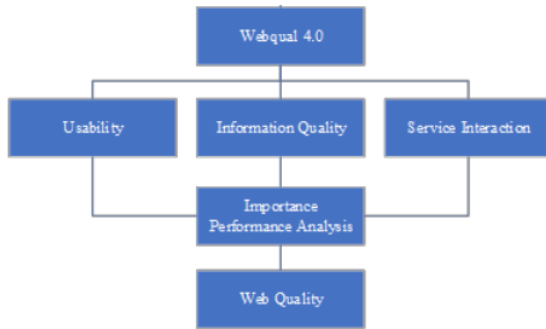 Webqual 4.0
Usability
Information Quality
Service Interaction
Importance
Performance Analysis
Web Quality